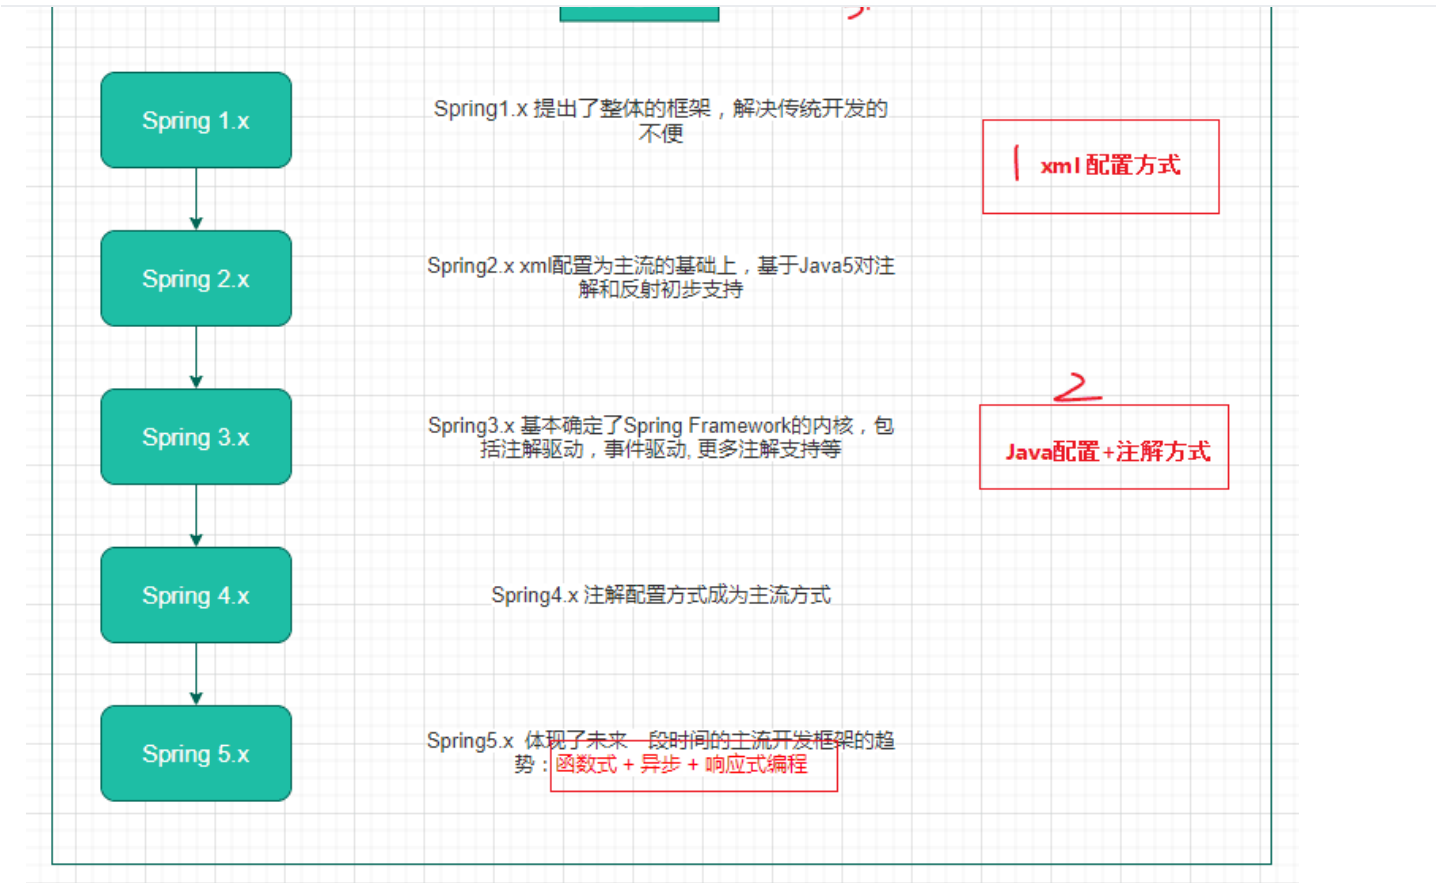 Spring 1.x
Spring1.x 提出了整体的框架，解决传统开发的
不便
1
xml 配置方式
Spring 2.x
Spring2.x xml配置为主流的基础上，基于Java5对注
解和反射初步支持
2
Spring 3.x
Spring3.x 基本确定了Spring Framework的内核，包
括注解驱动，事件驱动, 更多注解支持等
Java配置+注解方式
Spring 4.x
Spring4.x 注解配置方式成为主流方式
Spring 5.x
Spring5.x 体现了未来一段时间的主流开发框架的趋
势：函数式 + 异步 + 响应式编程